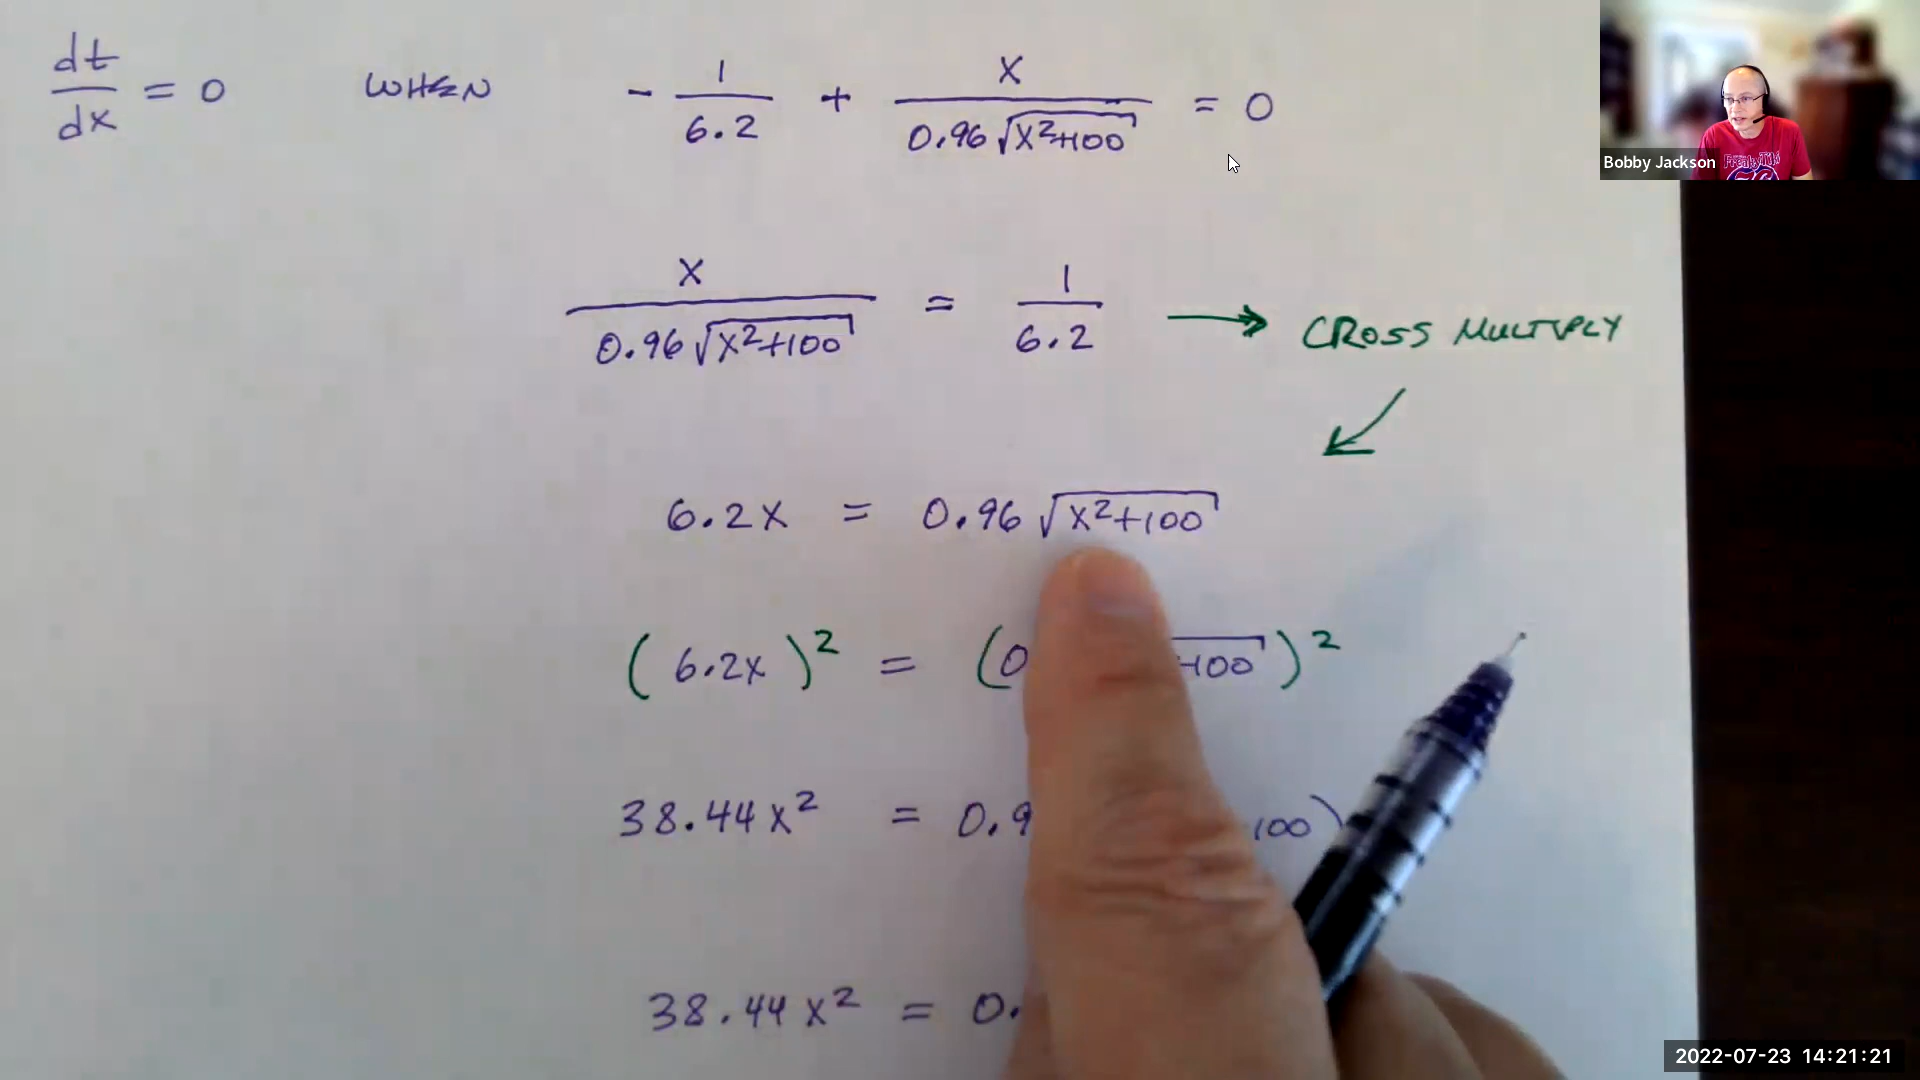 dt/dx = 0 WHEN - 1/6.2 + x/(0.96√(x²+100)) = 0
x/(0.96√(x²+100)) = 1/6.2 → CROSS MULTIPLY
6.2x = 0.96√(x²+100)
(6.2x)² = (0 +100)²
38.44x² = 0.9 100)
38.44x² = 0.
Bobby Jackson
2022-07-23 14:21:21